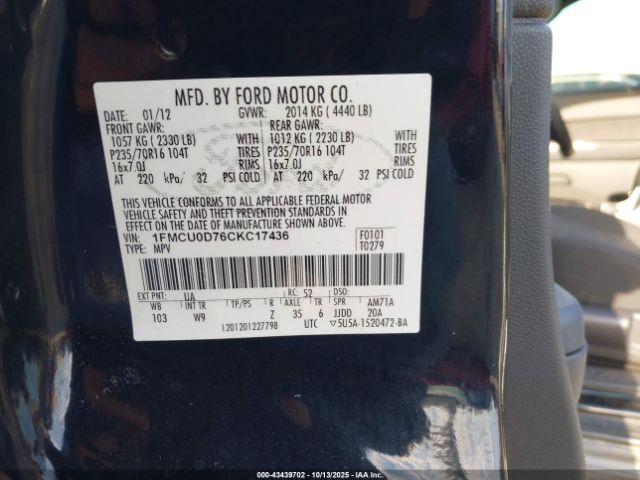 MFD. BY FORD MOTOR CO.
DATE: 01/12 GVWR: 2014 KG ( 4440 LB)
FRONT GAWR: REAR GAWR:
1057 KG ( 2330 LB) WITH 1012 KG ( 2230 LB) WITH
P235/70R16 104T TIRES P235/70R16 104T TIRES
16x7.0J RIMS 16x7.0J RIMS
AT 220 kPa/ 32 PSI COLD AT 220 kPa/ 32 PSI COLD
THIS VEHICLE CONFORMS TO ALL APPLICABLE FEDERAL MOTOR
VEHICLE SAFETY AND THEFT PREVENTION STANDARDS IN
EFFECT ON THE DATE OF MANUFACTURE SHOWN ABOVE.
VIN: 1FMCU0D76CKC17436 F0101
TYPE: MPV T0279
EXT PNT: UA RC: 52 DSO:
WB INT TR TP/PS R AXLE TR SPR AM71A
103 W9 Z 35 6 JJDD 20A
1201201227798 UTC ▽5U5A-1520472-BA
000-43439702 - 10/13/2025 - IAAI.com